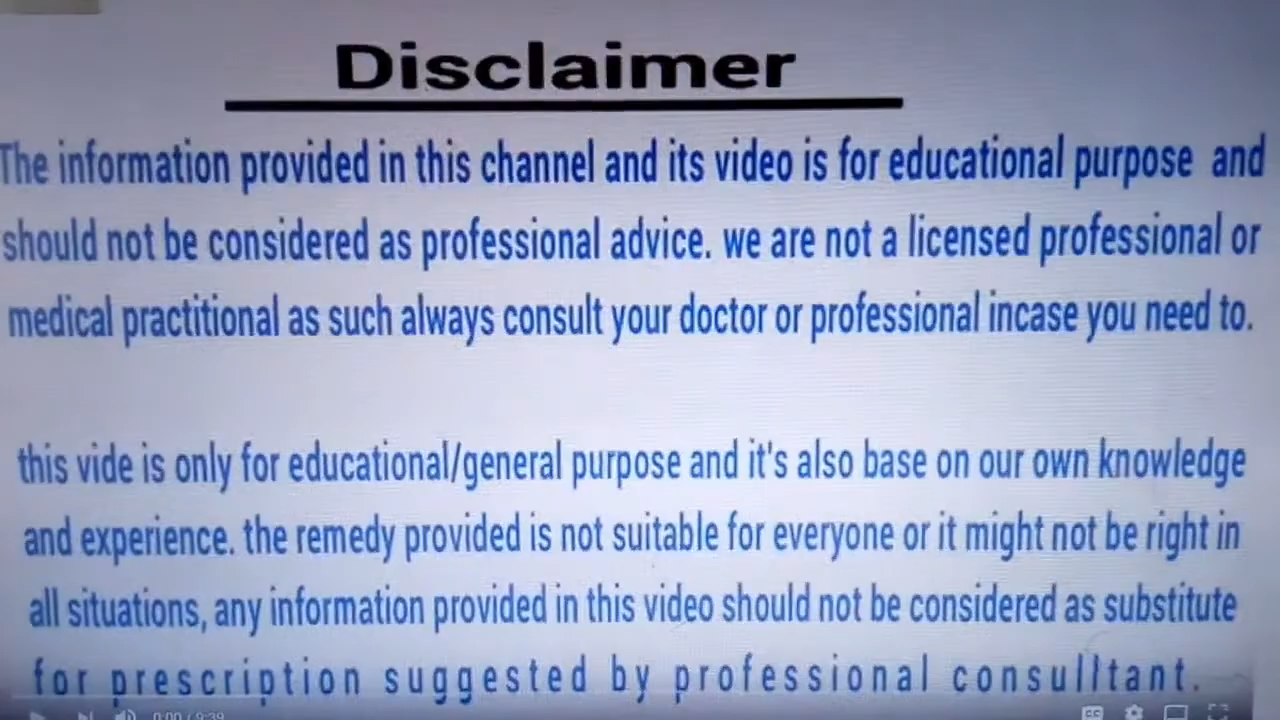 Disclaimer
The information provided in this channel and its video is for educational purpose and
should not be considered as professional advice. we are not a licensed professional or
medical practitional as such always consult your doctor or professional incase you need to.
this vide is only for educational/general purpose and it's also base on our own knowledge
and experience. the remedy provided is not suitable for everyone or it might not be right in
all situations, any information provided in this video should not be considered as substitute
for prescription suggested by professional consulltant.
0:00 / 9:39
CC